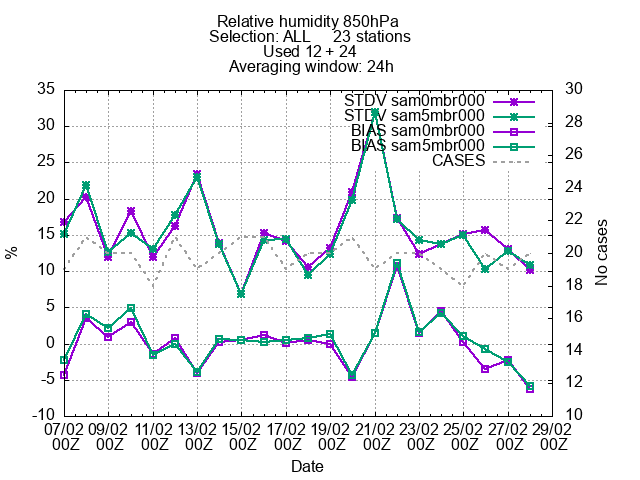 Relative humidity 850hPa
Selection: ALL 23 stations
Used 12 + 24
Averaging window: 24h
STDV sam0mbr000
STDV sam5mbr000
BIAS sam0mbr000
BIAS sam5mbr000
CASES
35
30
25
20
15
10
5
0
-5
-10
%
30
28
26
24
22
20
18
16
14
12
10
No cases
07/02 09/02 11/02 13/02 15/02 17/02 19/02 21/02 23/02 25/02 27/02 29/02
00Z 00Z 00Z 00Z 00Z 00Z 00Z 00Z 00Z 00Z 00Z 00Z
Date